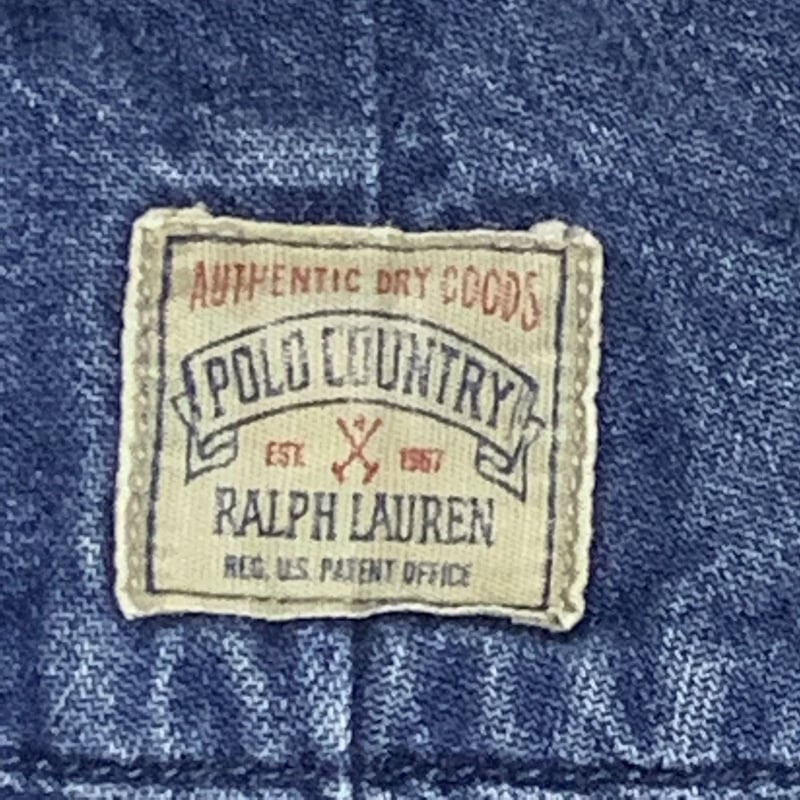 AUTHENTIC DRY GOODS
POLO COUNTRY
EST. 1967
RALPH LAUREN
REG. U.S. PATENT OFFICE